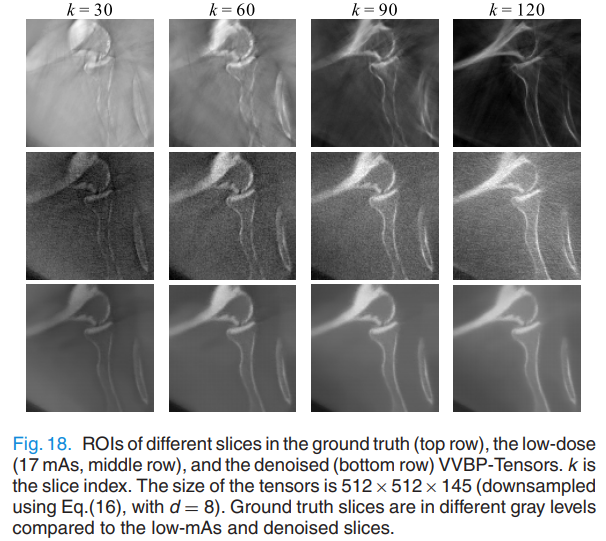 k = 30 k = 60 k = 90 k = 120
Fig. 18. ROIs of different slices in the ground truth (top row), the low-dose
(17 mAs, middle row), and the denoised (bottom row) VVBP-Tensors. k is
the slice index. The size of the tensors is 512 × 512 × 145 (downsampled
using Eq.(16), with d = 8). Ground truth slices are in different gray levels
compared to the low-mAs and denoised slices.